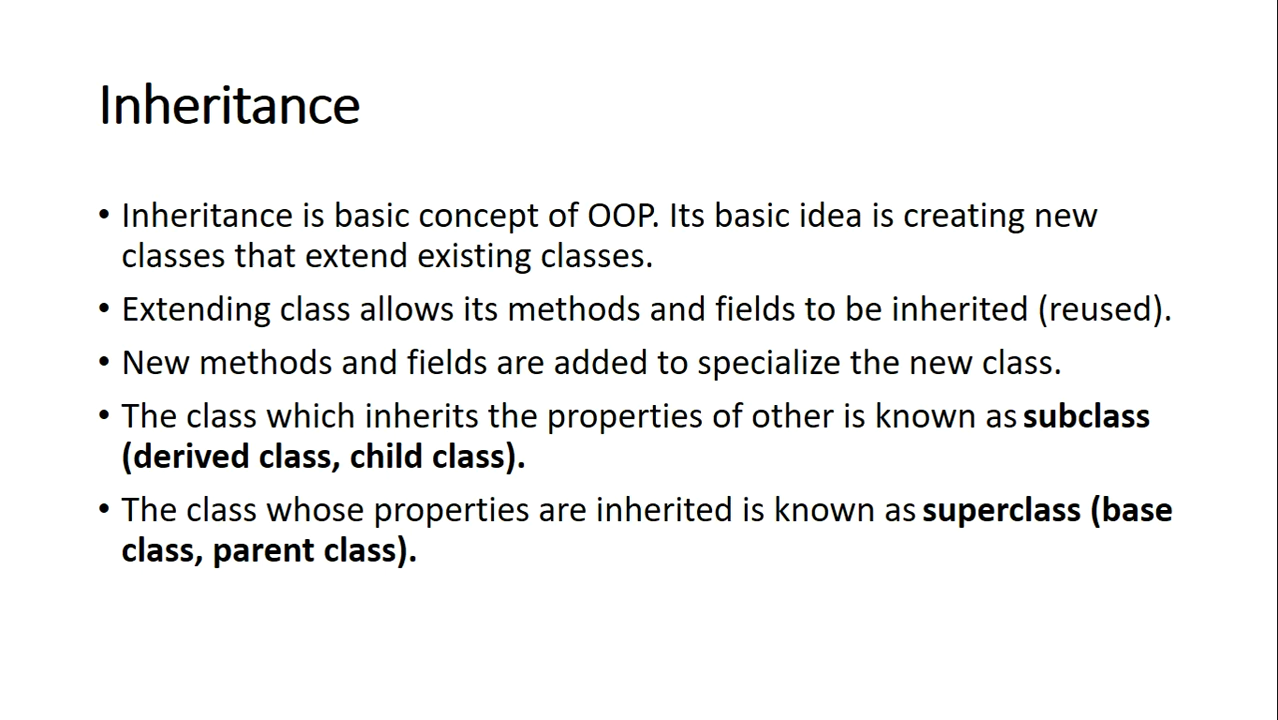 Inheritance
• Inheritance is basic concept of OOP. Its basic idea is creating new
classes that extend existing classes.
• Extending class allows its methods and fields to be inherited (reused).
• New methods and fields are added to specialize the new class.
• The class which inherits the properties of other is known as subclass
(derived class, child class).
• The class whose properties are inherited is known as superclass (base
class, parent class).